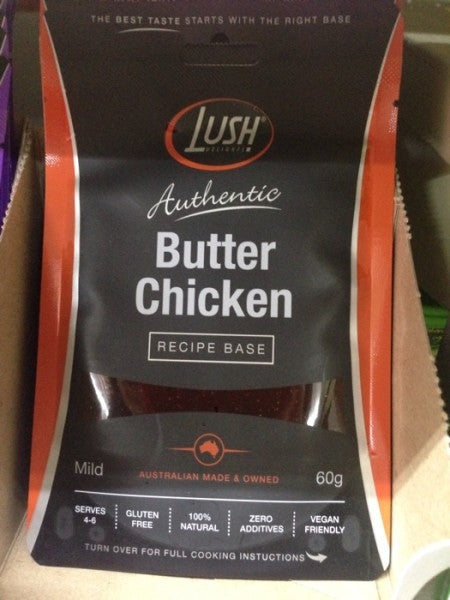 THE BEST TASTE STARTS WITH THE RIGHT BASE
LUSH®
DELIGHTS
Authentic
Butter
Chicken
RECIPE BASE
Mild
AUSTRALIAN MADE & OWNED
60g
SERVES
4-6
GLUTEN
FREE
100%
NATURAL
ZERO
ADDITIVES
VEGAN
FRIENDLY
TURN OVER FOR FULL COOKING INSTUCTIONS